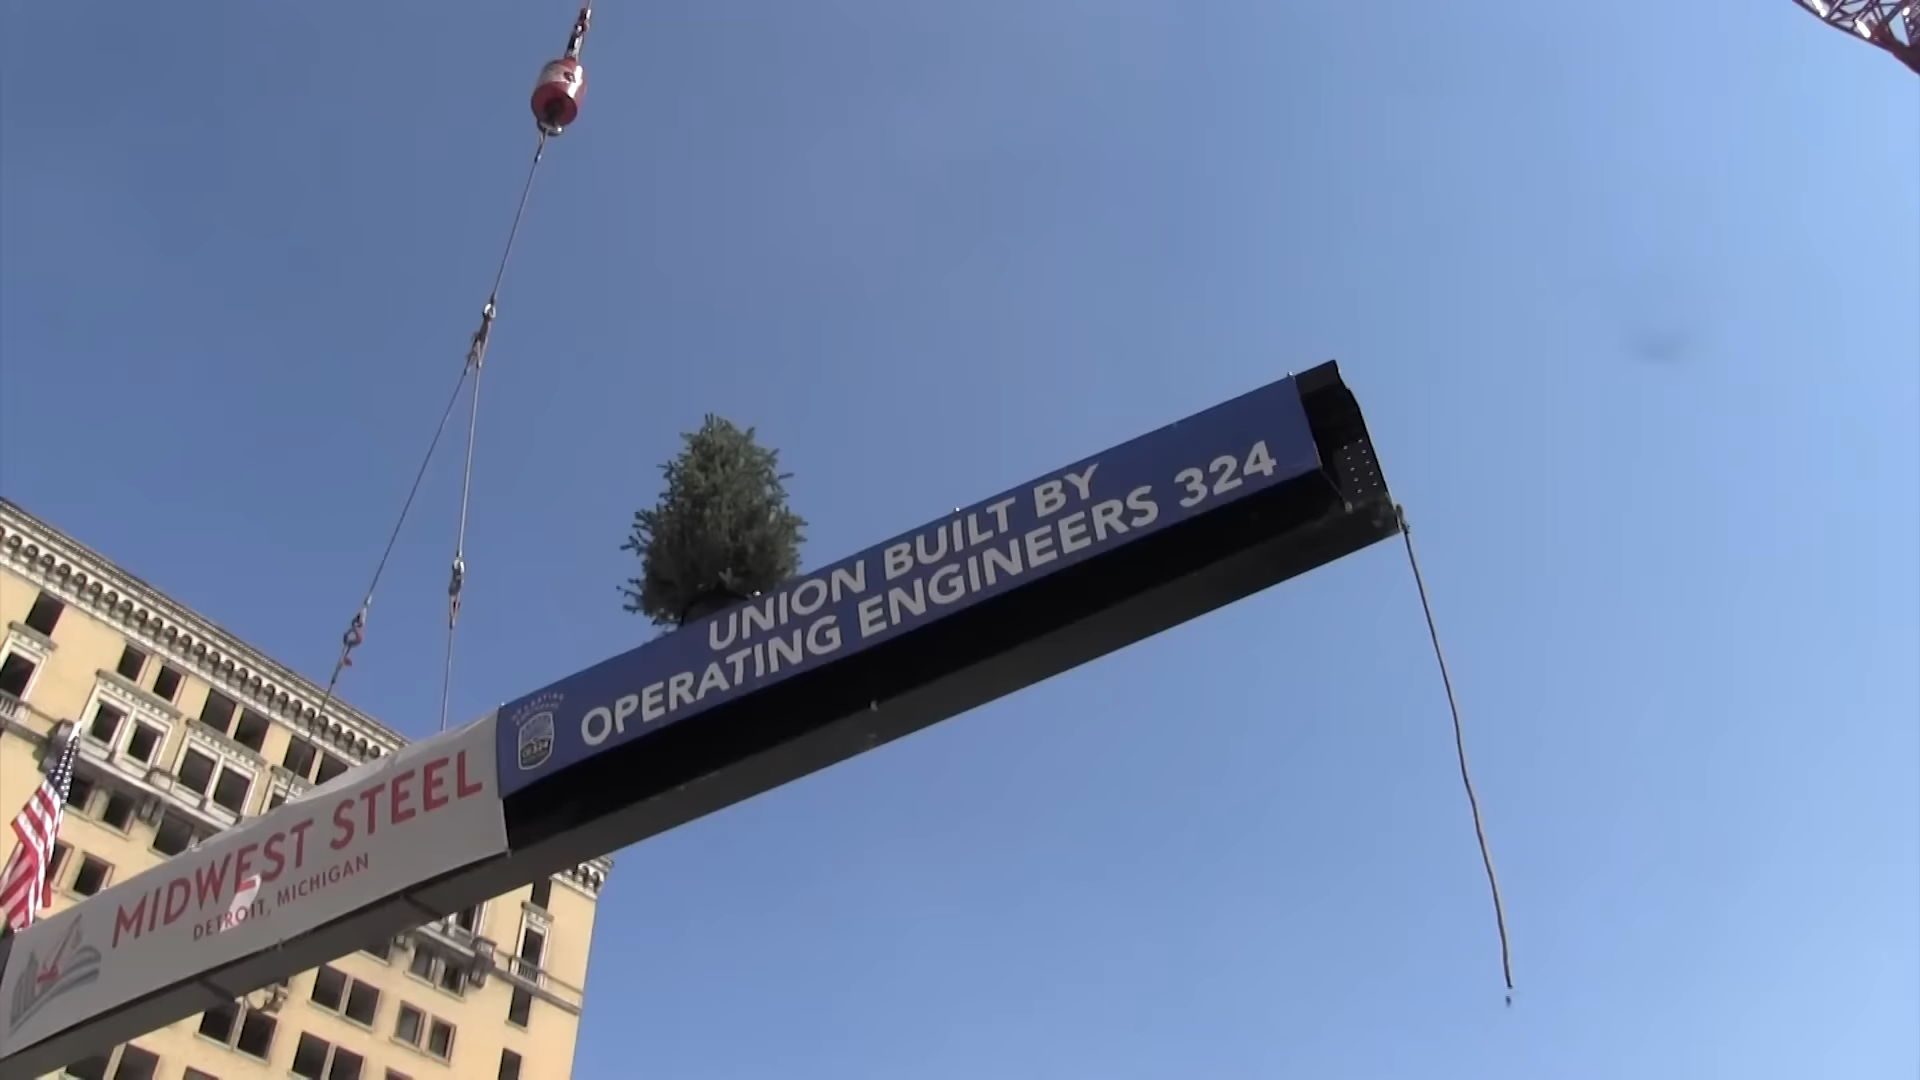 UNION BUILT BY
OPERATING ENGINEERS 324
MIDWEST STEEL
DETROIT, MICHIGAN